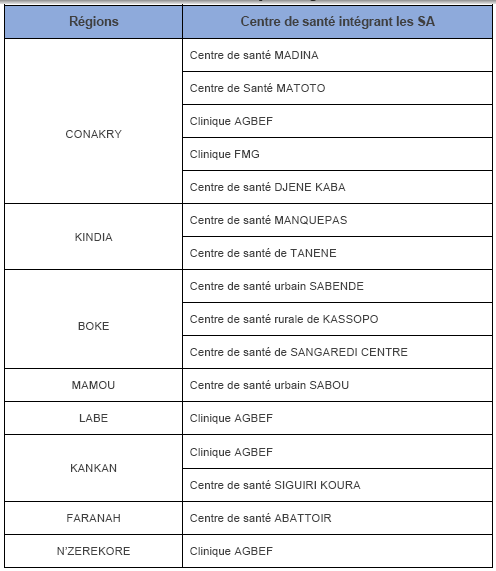 Régions
Centre de santé intégrant les SA
CONAKRY
Centre de santé MADINA
Centre de Santé MATOTO
Clinique AGBEF
Clinique FMG
Centre de santé DJENE KABA
KINDIA
Centre de santé MANQUEPAS
Centre de santé de TANENE
BOKE
Centre de santé urbain SABENDE
Centre de santé rurale de KASSOPO
Centre de santé de SANGAREDI CENTRE
MAMOU
Centre de santé urbain SABOU
LABE
Clinique AGBEF
KANKAN
Clinique AGBEF
Centre de santé SIGUIRI KOURA
FARANAH
Centre de santé ABATTOIR
N'ZEREKORE
Clinique AGBEF